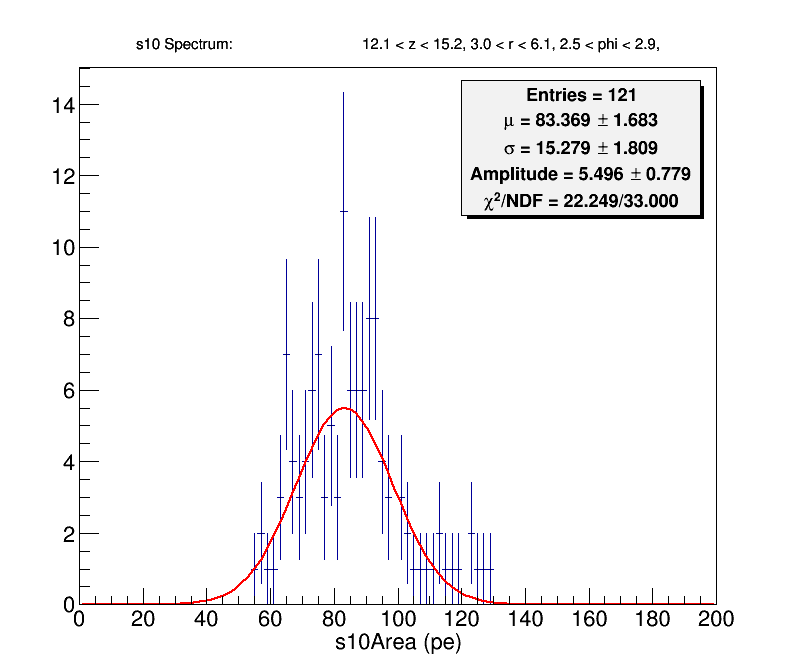 s10 Spectrum: 12.1 < z < 15.2, 3.0 < r < 6.1, 2.5 < phi < 2.9,
Entries = 121
μ = 83.369 ± 1.683
σ = 15.279 ± 1.809
Amplitude = 5.496 ± 0.779
χ²/NDF = 22.249/33.000
14
12
10
8
6
4
2
0
0 20 40 60 80 100 120 140 160 180 200
s10Area (pe)